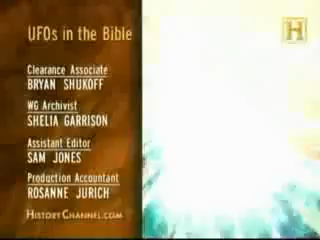 UFOs in the Bible
H
Clearance Associate
BRYAN SHUKOFF
WG Archivist
SHELIA GARRISON
Assistant Editor
SAM JONES
Production Accountant
ROSANNE JURICH
HISTORYCHANNEL.COM